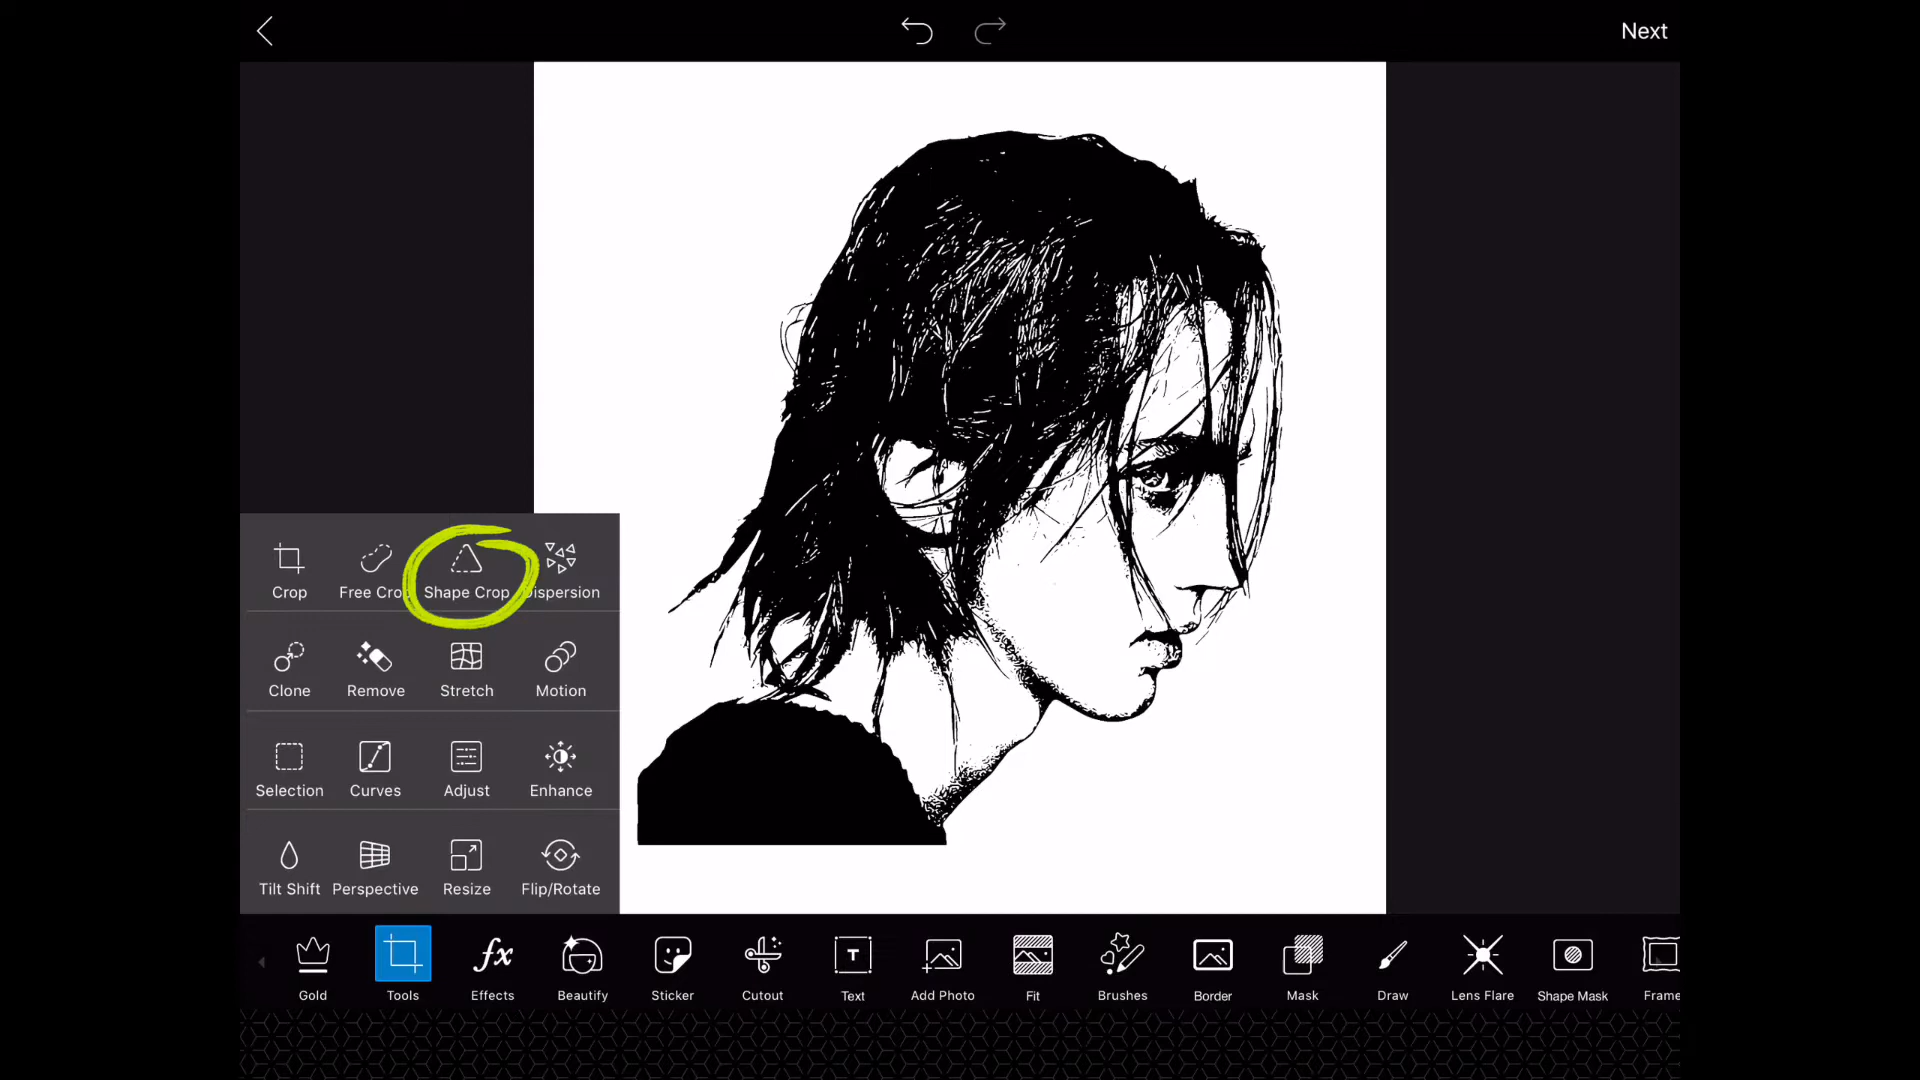 Next
Crop Free Cro Shape Crop ispersion
Clone Remove Stretch Motion
Selection Curves Adjust Enhance
Tilt Shift Perspective Resize Flip/Rotate
Gold Tools Effects Beautify Sticker Cutout Text Add Photo Fit Brushes Border Mask Draw Lens Flare Shape Mask Frame